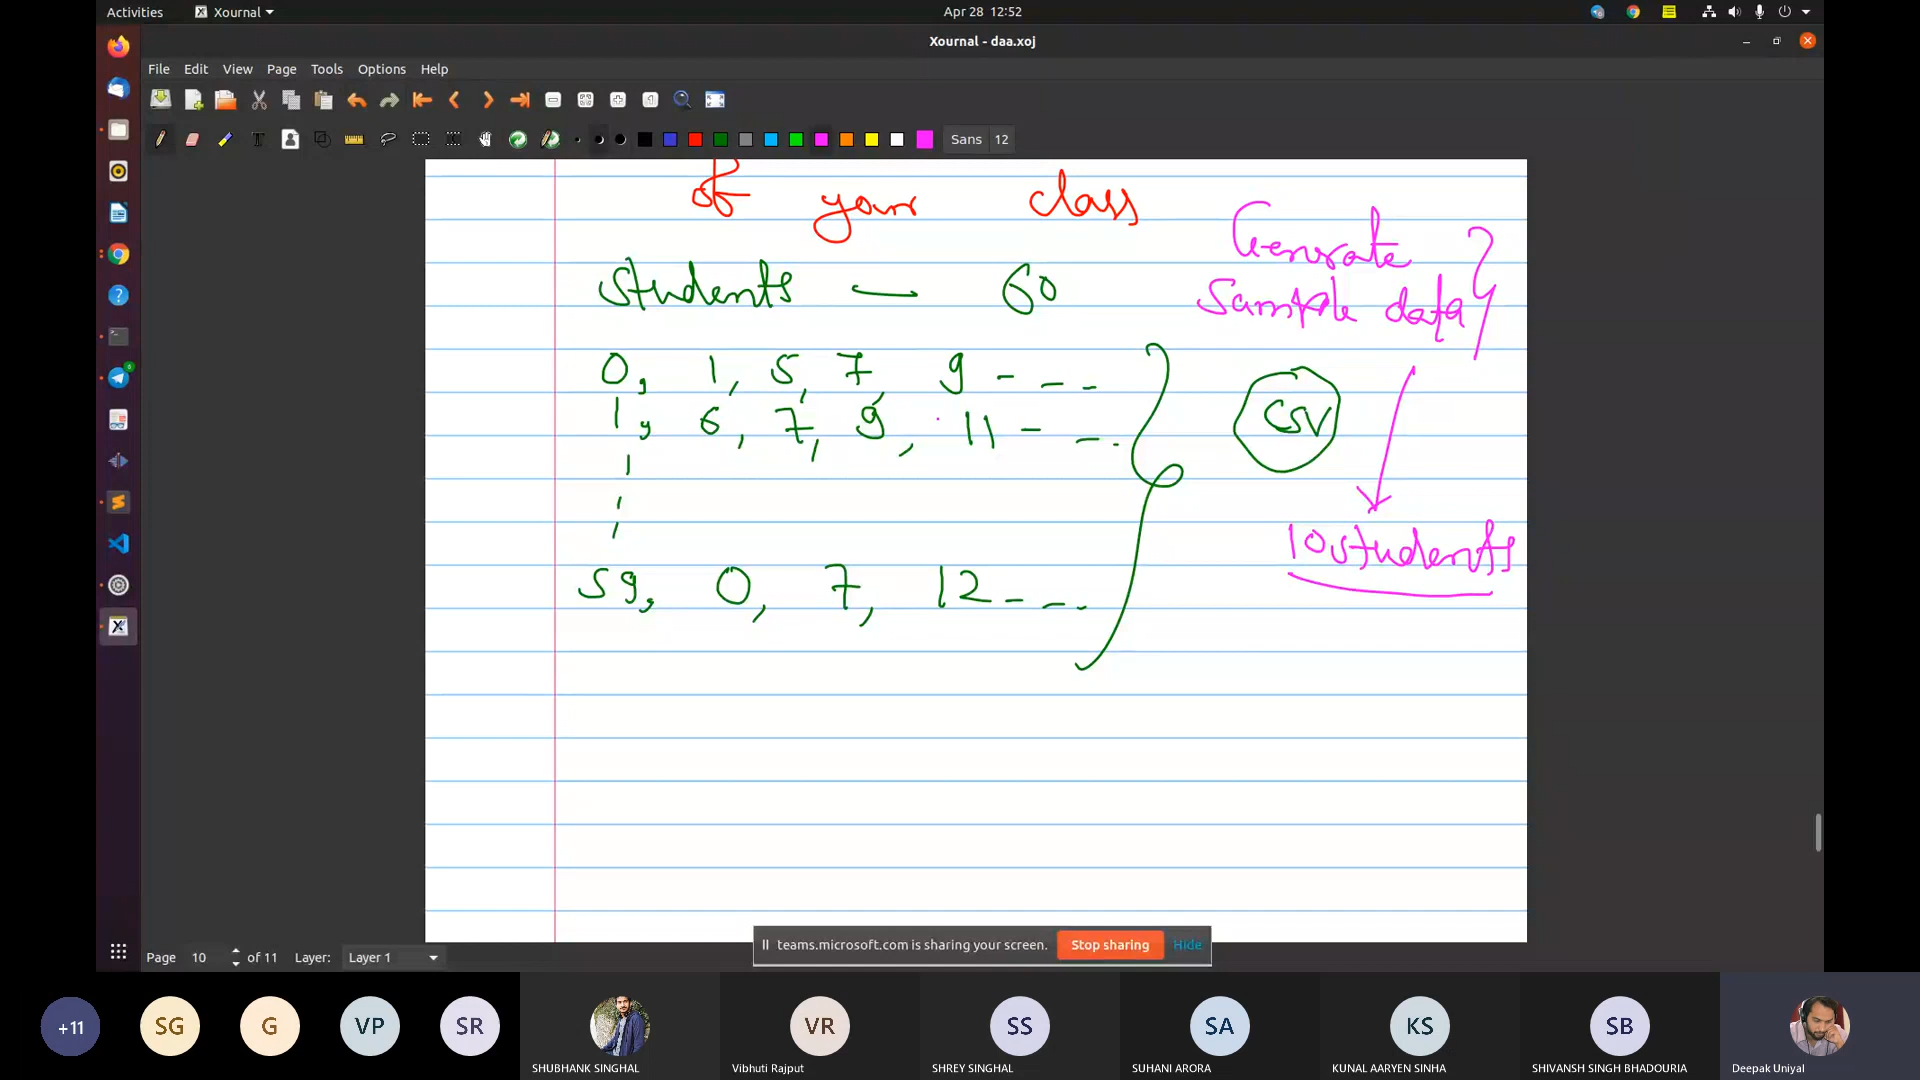 Activities
Xournal
Apr 28 12:52
Xournal - daa.xoj
File Edit View Page Tools Options Help
Sans 12
of your class
students — 60
Generate
Sample data
0, 1, 5, 7, 9 - - -
1, 6, 7, 9, 11 - - -
CSV
10 students
59, 0, 7, 12 - - -
teams.microsoft.com is sharing your screen. Stop sharing Hide
Page 10 of 11 Layer: Layer 1
+11 SG G VP SR VR SS SA KS SB
SHUBHANK SINGHAL Vibhuti Rajput SHREY SINGHAL SUHANI ARORA KUNAL AARYEN SINHA SHIVANSH SINGH BHADOURIA Deepak Uniyal